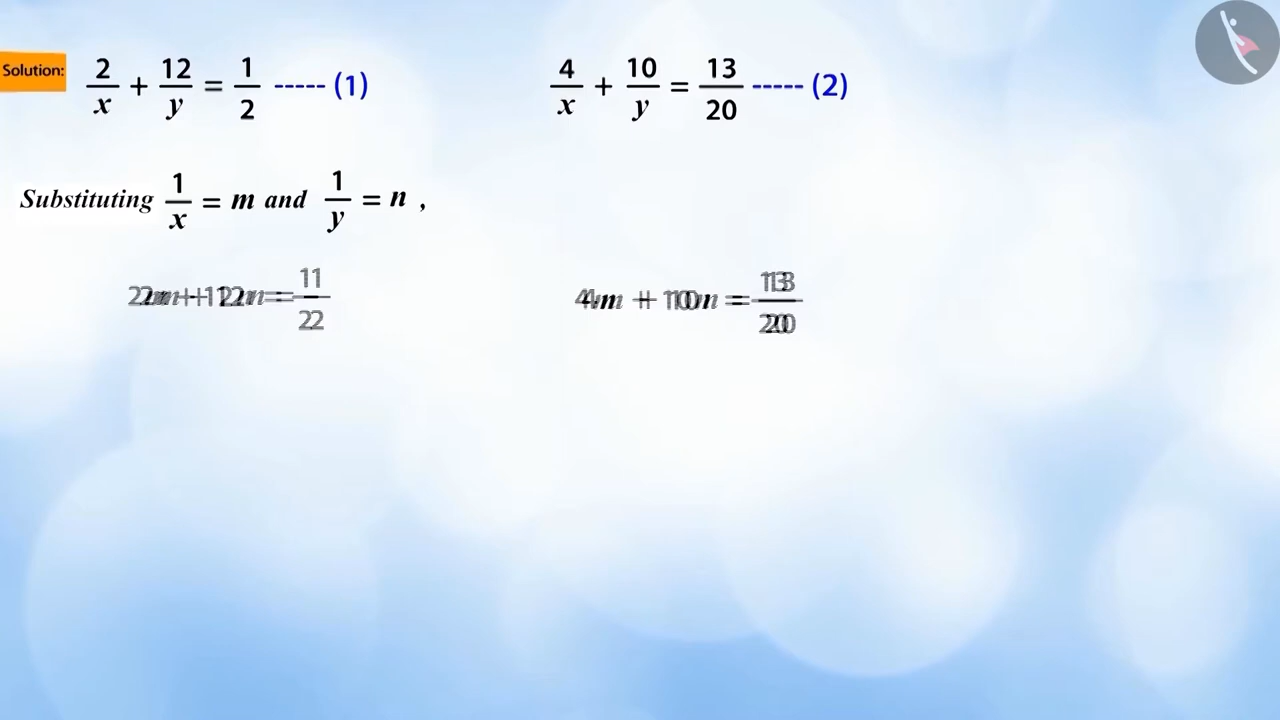 Solution: 2/x + 12/y = 1/2 ----- (1) 4/x + 10/y = 13/20 ----- (2)
Substituting 1/x = m and 1/y = n ,
2m+12n=1/2 4m + 10n = 13/20